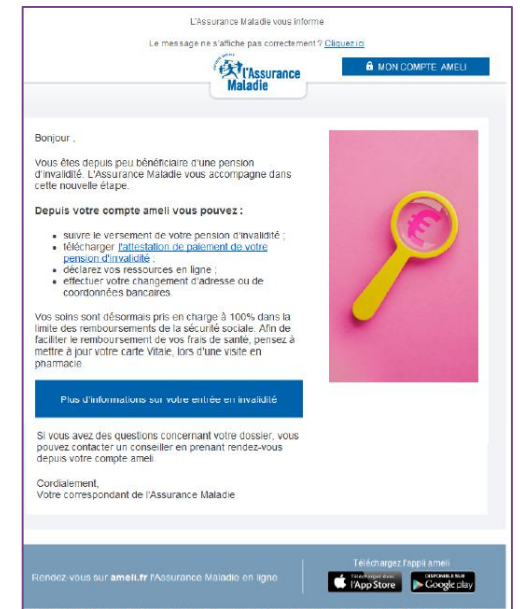 L'Assurance Maladie vous informe
Le message ne s'affiche pas correctement ? Cliquez ici
l'Assurance
Maladie
MON COMPTE AMELI
Bonjour ,
Vous êtes depuis peu bénéficiaire d'une pension
d'invalidité. L'Assurance Maladie vous accompagne dans
cette nouvelle étape.
Depuis votre compte ameli vous pouvez :
suivre le versement de votre pension d'invalidité ;
télécharger l'attestation de paiement de votre
pension d'invalidité ;
déclarez vos ressources en ligne ;
effectuer votre changement d'adresse ou de
coordonnées bancaires.
Vos soins sont désormais pris en charge à 100% dans la
limite des remboursements de la sécurité sociale. Afin de
faciliter le remboursement de vos frais de santé, pensez à
mettre à jour votre carte Vitale, lors d'une visite en
pharmacie.
€
Plus d'informations sur votre entrée en invalidité
Si vous avez des questions concernant votre dossier, vous
pouvez contacter un conseiller en prenant rendez-vous
depuis votre compte ameli.
Cordialement,
Votre correspondant de l'Assurance Maladie
Rendez-vous sur ameli.fr l'Assurance Maladie en ligne
Téléchargez l'appli ameli
Télécharger dans
l'App Store
DISPONIBLE SUR
Google play